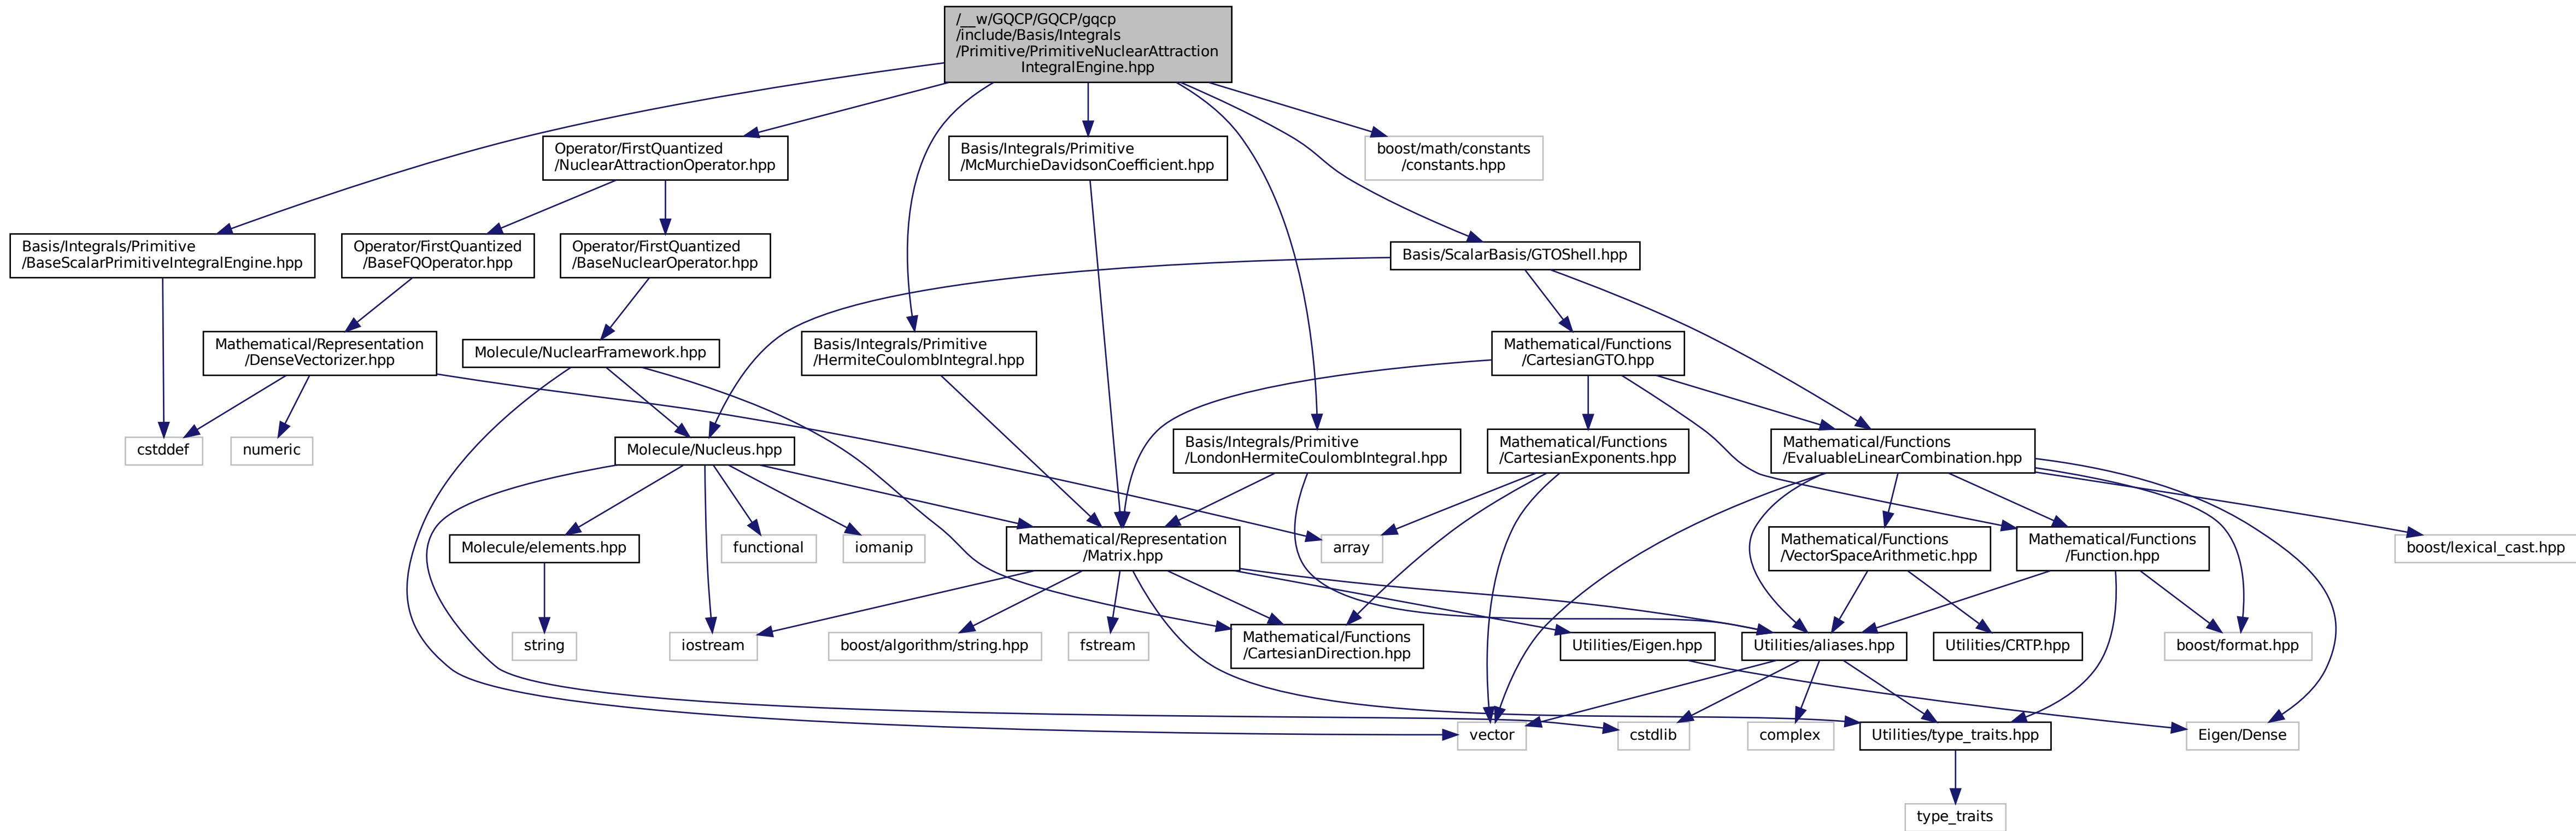 /__w/GQCP/GQCP/gqcp
/include/Basis/Integrals
/Primitive/PrimitiveNuclearAttraction
IntegralEngine.hpp
Operator/FirstQuantized
/NuclearAttractionOperator.hpp
Basis/Integrals/Primitive
/McMurchieDavidsonCoefficient.hpp
boost/math/constants
/constants.hpp
Basis/Integrals/Primitive
/BaseScalarPrimitiveIntegralEngine.hpp
Operator/FirstQuantized
/BaseFQOperator.hpp
Operator/FirstQuantized
/BaseNuclearOperator.hpp
Basis/ScalarBasis/GTOShell.hpp
Mathematical/Representation
/DenseVectorizer.hpp
Molecule/NuclearFramework.hpp
Basis/Integrals/Primitive
/HermiteCoulombIntegral.hpp
Mathematical/Functions
/CartesianGTO.hpp
cstddef
numeric
Molecule/Nucleus.hpp
Basis/Integrals/Primitive
/LondonHermiteCoulombIntegral.hpp
Mathematical/Functions
/CartesianExponents.hpp
Mathematical/Functions
/EvaluableLinearCombination.hpp
Molecule/elements.hpp
functional
iomanip
Mathematical/Representation
/Matrix.hpp
array
Mathematical/Functions
/VectorSpaceArithmetic.hpp
Mathematical/Functions
/Function.hpp
boost/lexical_cast.hpp
string
iostream
boost/algorithm/string.hpp
fstream
Mathematical/Functions
/CartesianDirection.hpp
Utilities/Eigen.hpp
Utilities/aliases.hpp
Utilities/CRTP.hpp
boost/format.hpp
vector
cstdlib
complex
Utilities/type_traits.hpp
Eigen/Dense
type_traits